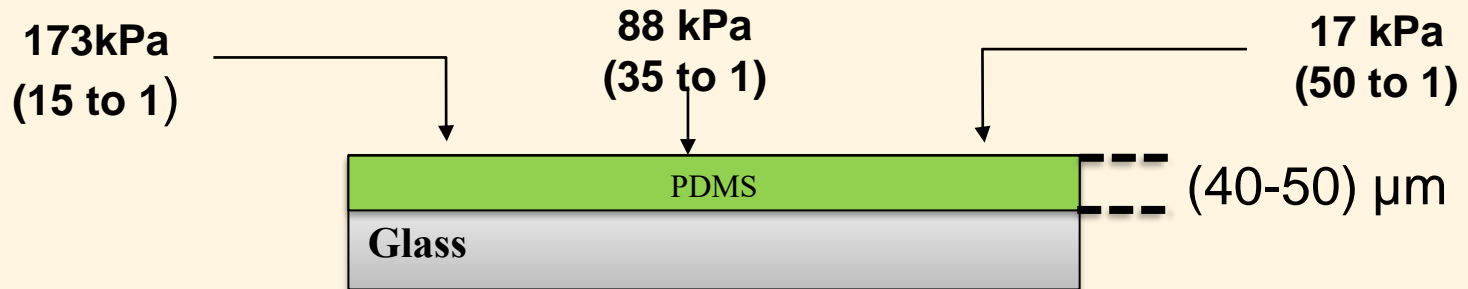 173kPa
(15 to 1)
88 kPa
(35 to 1)
17 kPa
(50 to 1)
PDMS
(40-50) µm
Glass